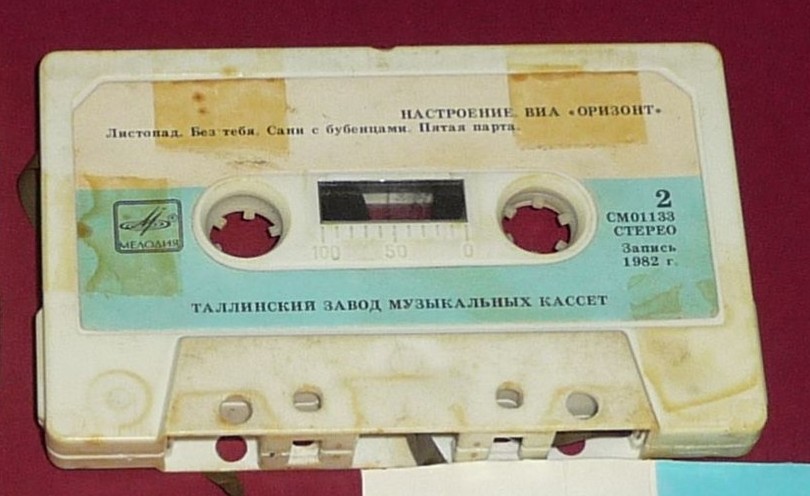 НАСТРОЕНИЕ. ВИА «ОРИЗОНТ»
Листопад. Без тебя. Сани с бубенцами. Пятая парта.
МЕЛОДИЯ
2
СМ01133
СТЕРЕО
Запись
1982 г.
100 50 0
ТАЛЛИНСКИЙ ЗАВОД МУЗЫКАЛЬНЫХ КАССЕТ